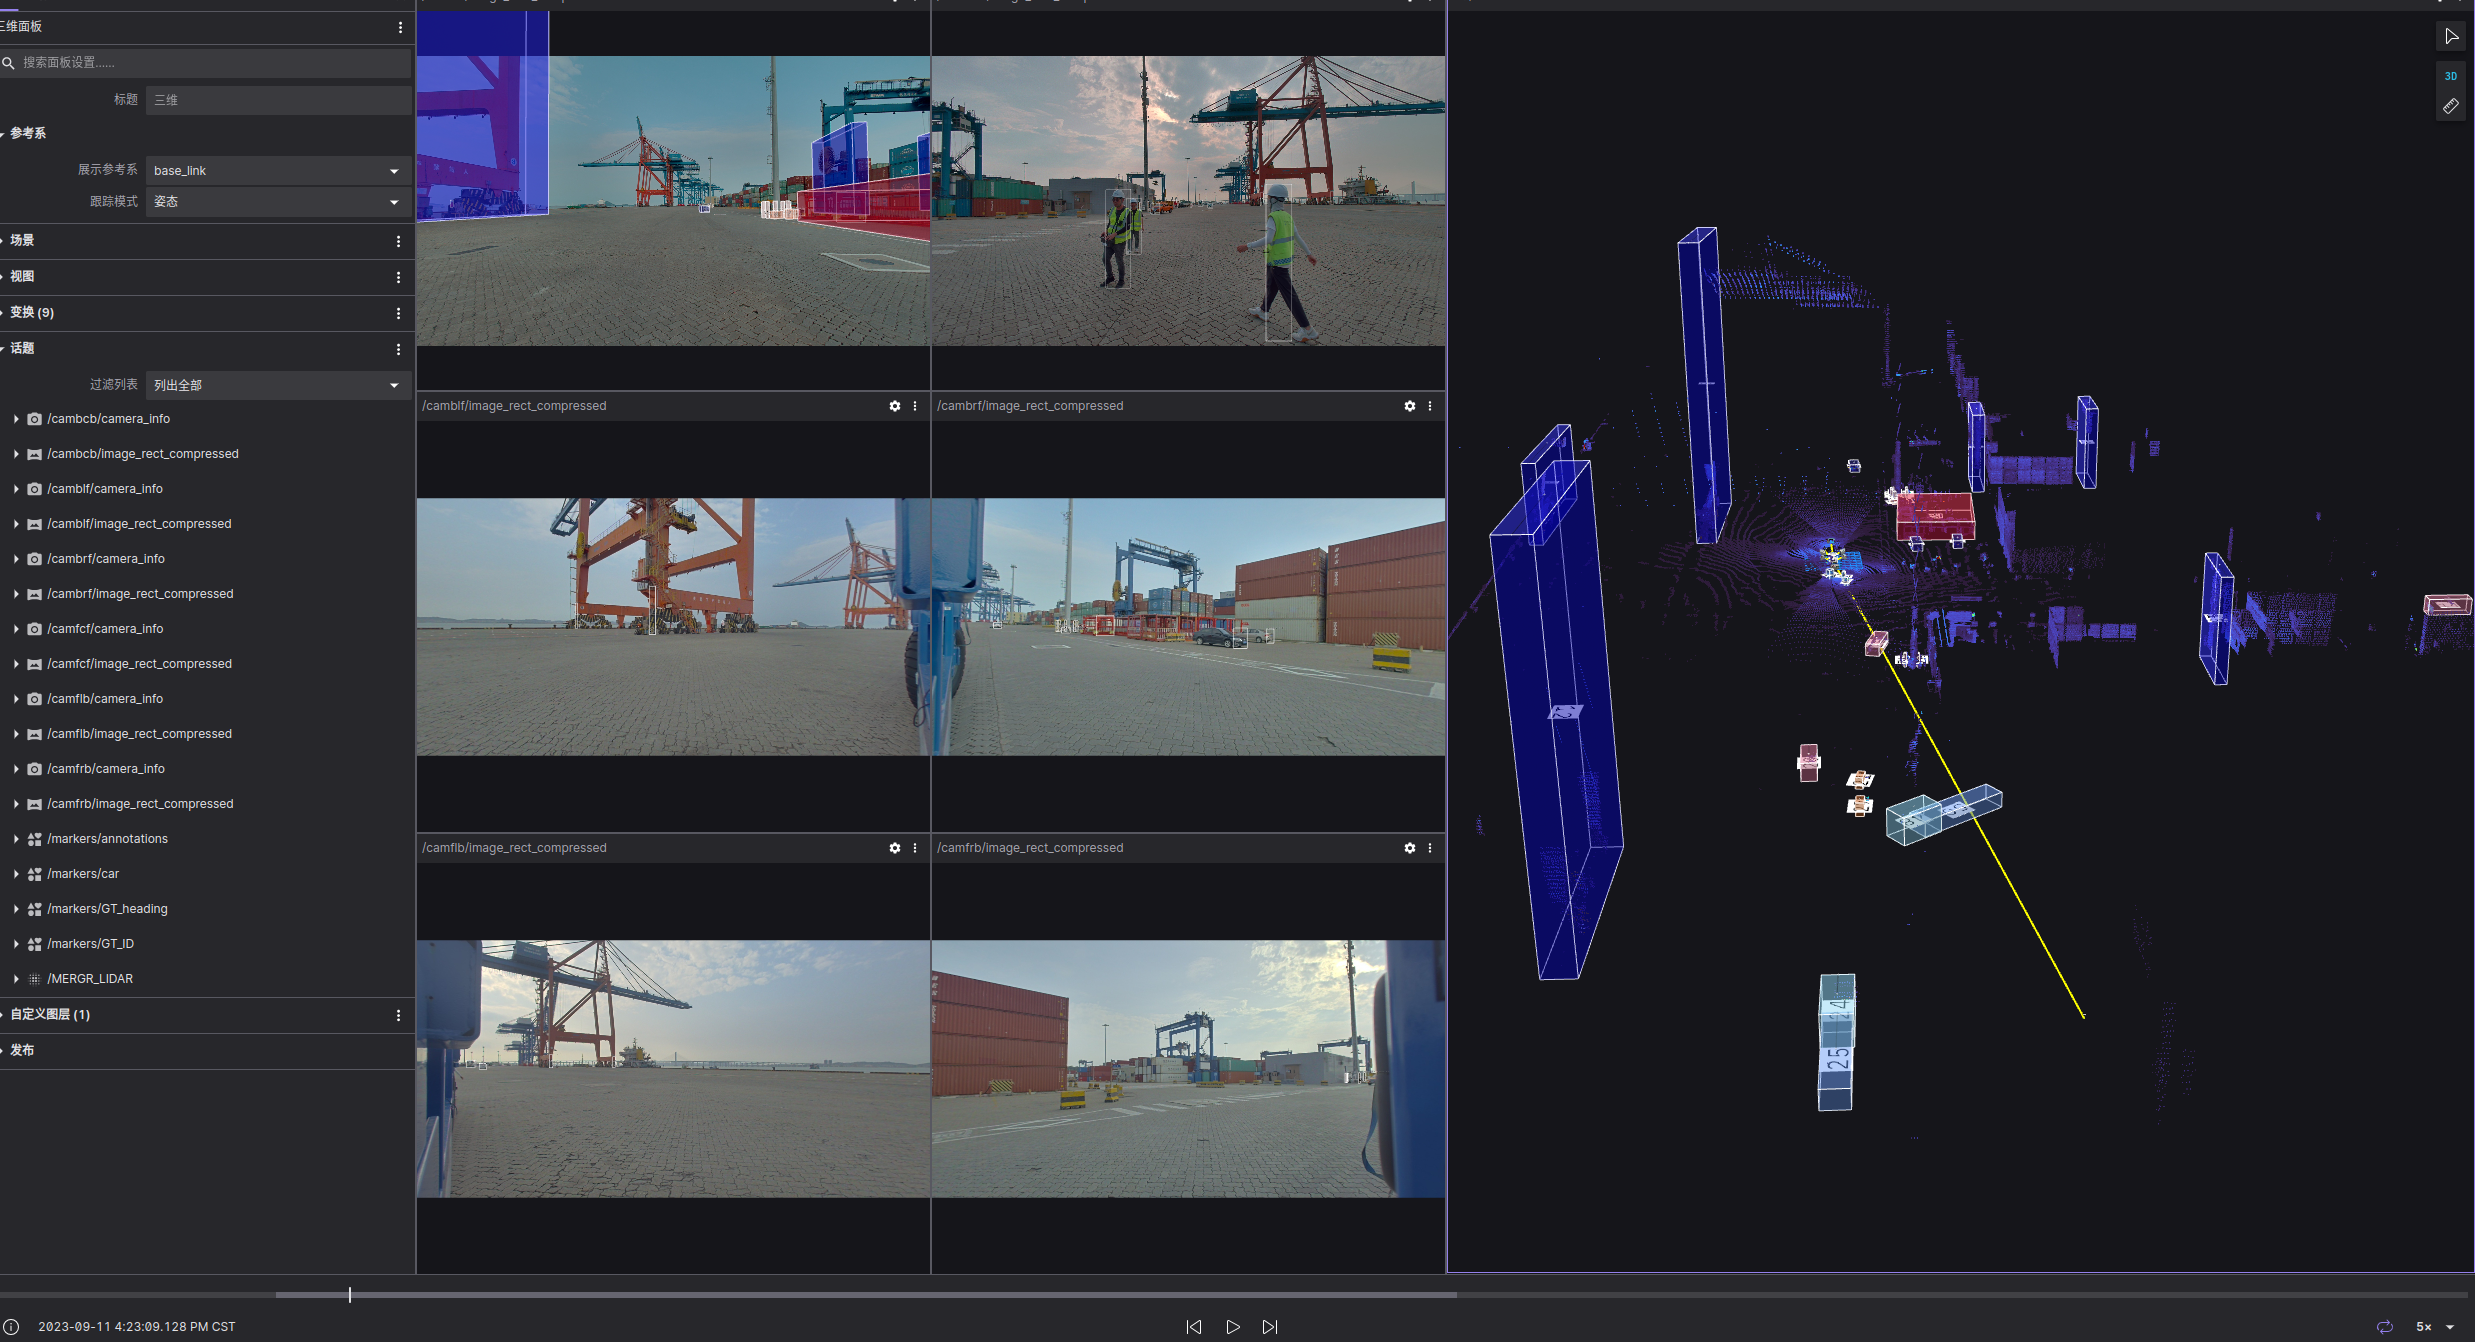 三维面板
搜索面板设置......
标题 三维
参考系
展示参考系 base_link
跟踪模式 姿态
场景
视图
变换 (9)
话题
过滤列表 列出全部
/cambcb/camera_info
/cambcb/image_rect_compressed
/camblf/camera_info
/camblf/image_rect_compressed
/cambrf/camera_info
/cambrf/image_rect_compressed
/camfcf/camera_info
/camfcf/image_rect_compressed
/camflb/camera_info
/camflb/image_rect_compressed
/camfrb/camera_info
/camfrb/image_rect_compressed
/markers/annotations
/markers/car
/markers/GT_heading
/markers/GT_ID
/MERGR_LIDAR
自定义图层 (1)
发布
/camblf/image_rect_compressed
/cambrf/image_rect_compressed
/camflb/image_rect_compressed
/camfrb/image_rect_compressed
3D
24
25
2023-09-11 4:23:09.128 PM CST
5×